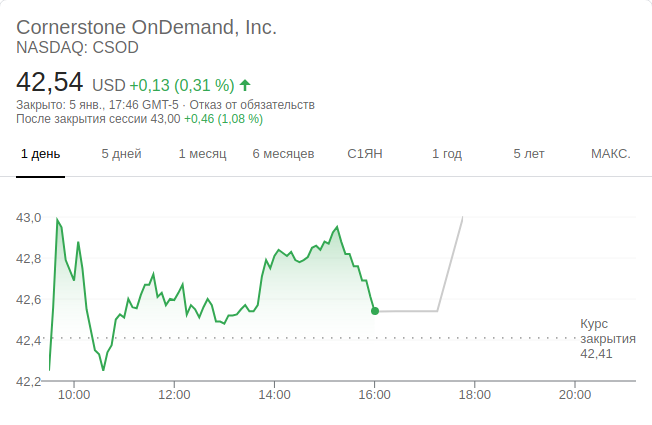 Cornerstone OnDemand, Inc.
NASDAQ: CSOD
42,54 USD +0,13 (0,31 %)
Закрыто: 5 янв., 17:46 GMT-5 · Отказ от обязательств
После закрытия сессии 43,00 +0,46 (1,08 %)
1 день 5 дней 1 месяц 6 месяцев С1ЯН 1 год 5 лет МАКС.
43,0
42,8
42,6
42,4
42,2
Курс
закрытия
42,41
10:00 12:00 14:00 16:00 18:00 20:00